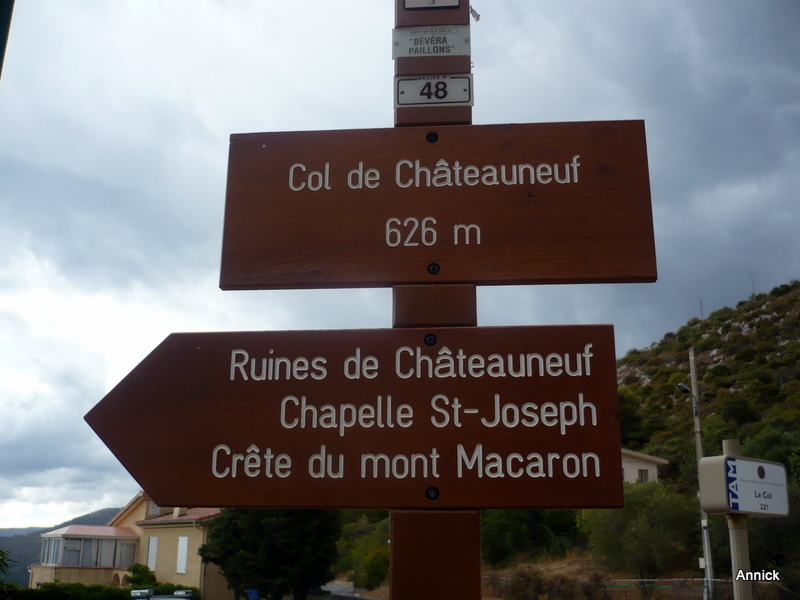 "BÉVÉRA
PAILLONS"
BALISE N°
48
Col de Châteauneuf
626 m
Ruines de Châteauneuf
Chapelle St-Joseph
Crête du mont Macaron
TAM
Le Col
Annick